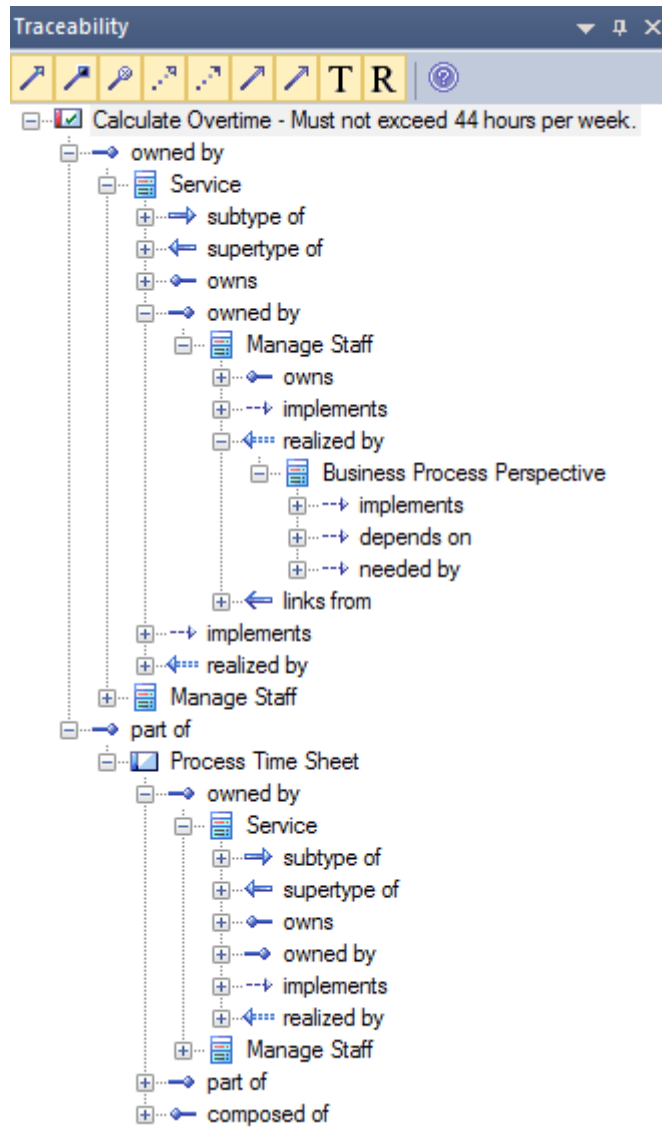 Traceability
T R
Calculate Overtime - Must not exceed 44 hours per week.
owned by
Service
subtype of
supertype of
owns
owned by
Manage Staff
owns
implements
realized by
Business Process Perspective
implements
depends on
needed by
links from
implements
realized by
Manage Staff
part of
Process Time Sheet
owned by
Service
subtype of
supertype of
owns
owned by
implements
realized by
Manage Staff
part of
composed of